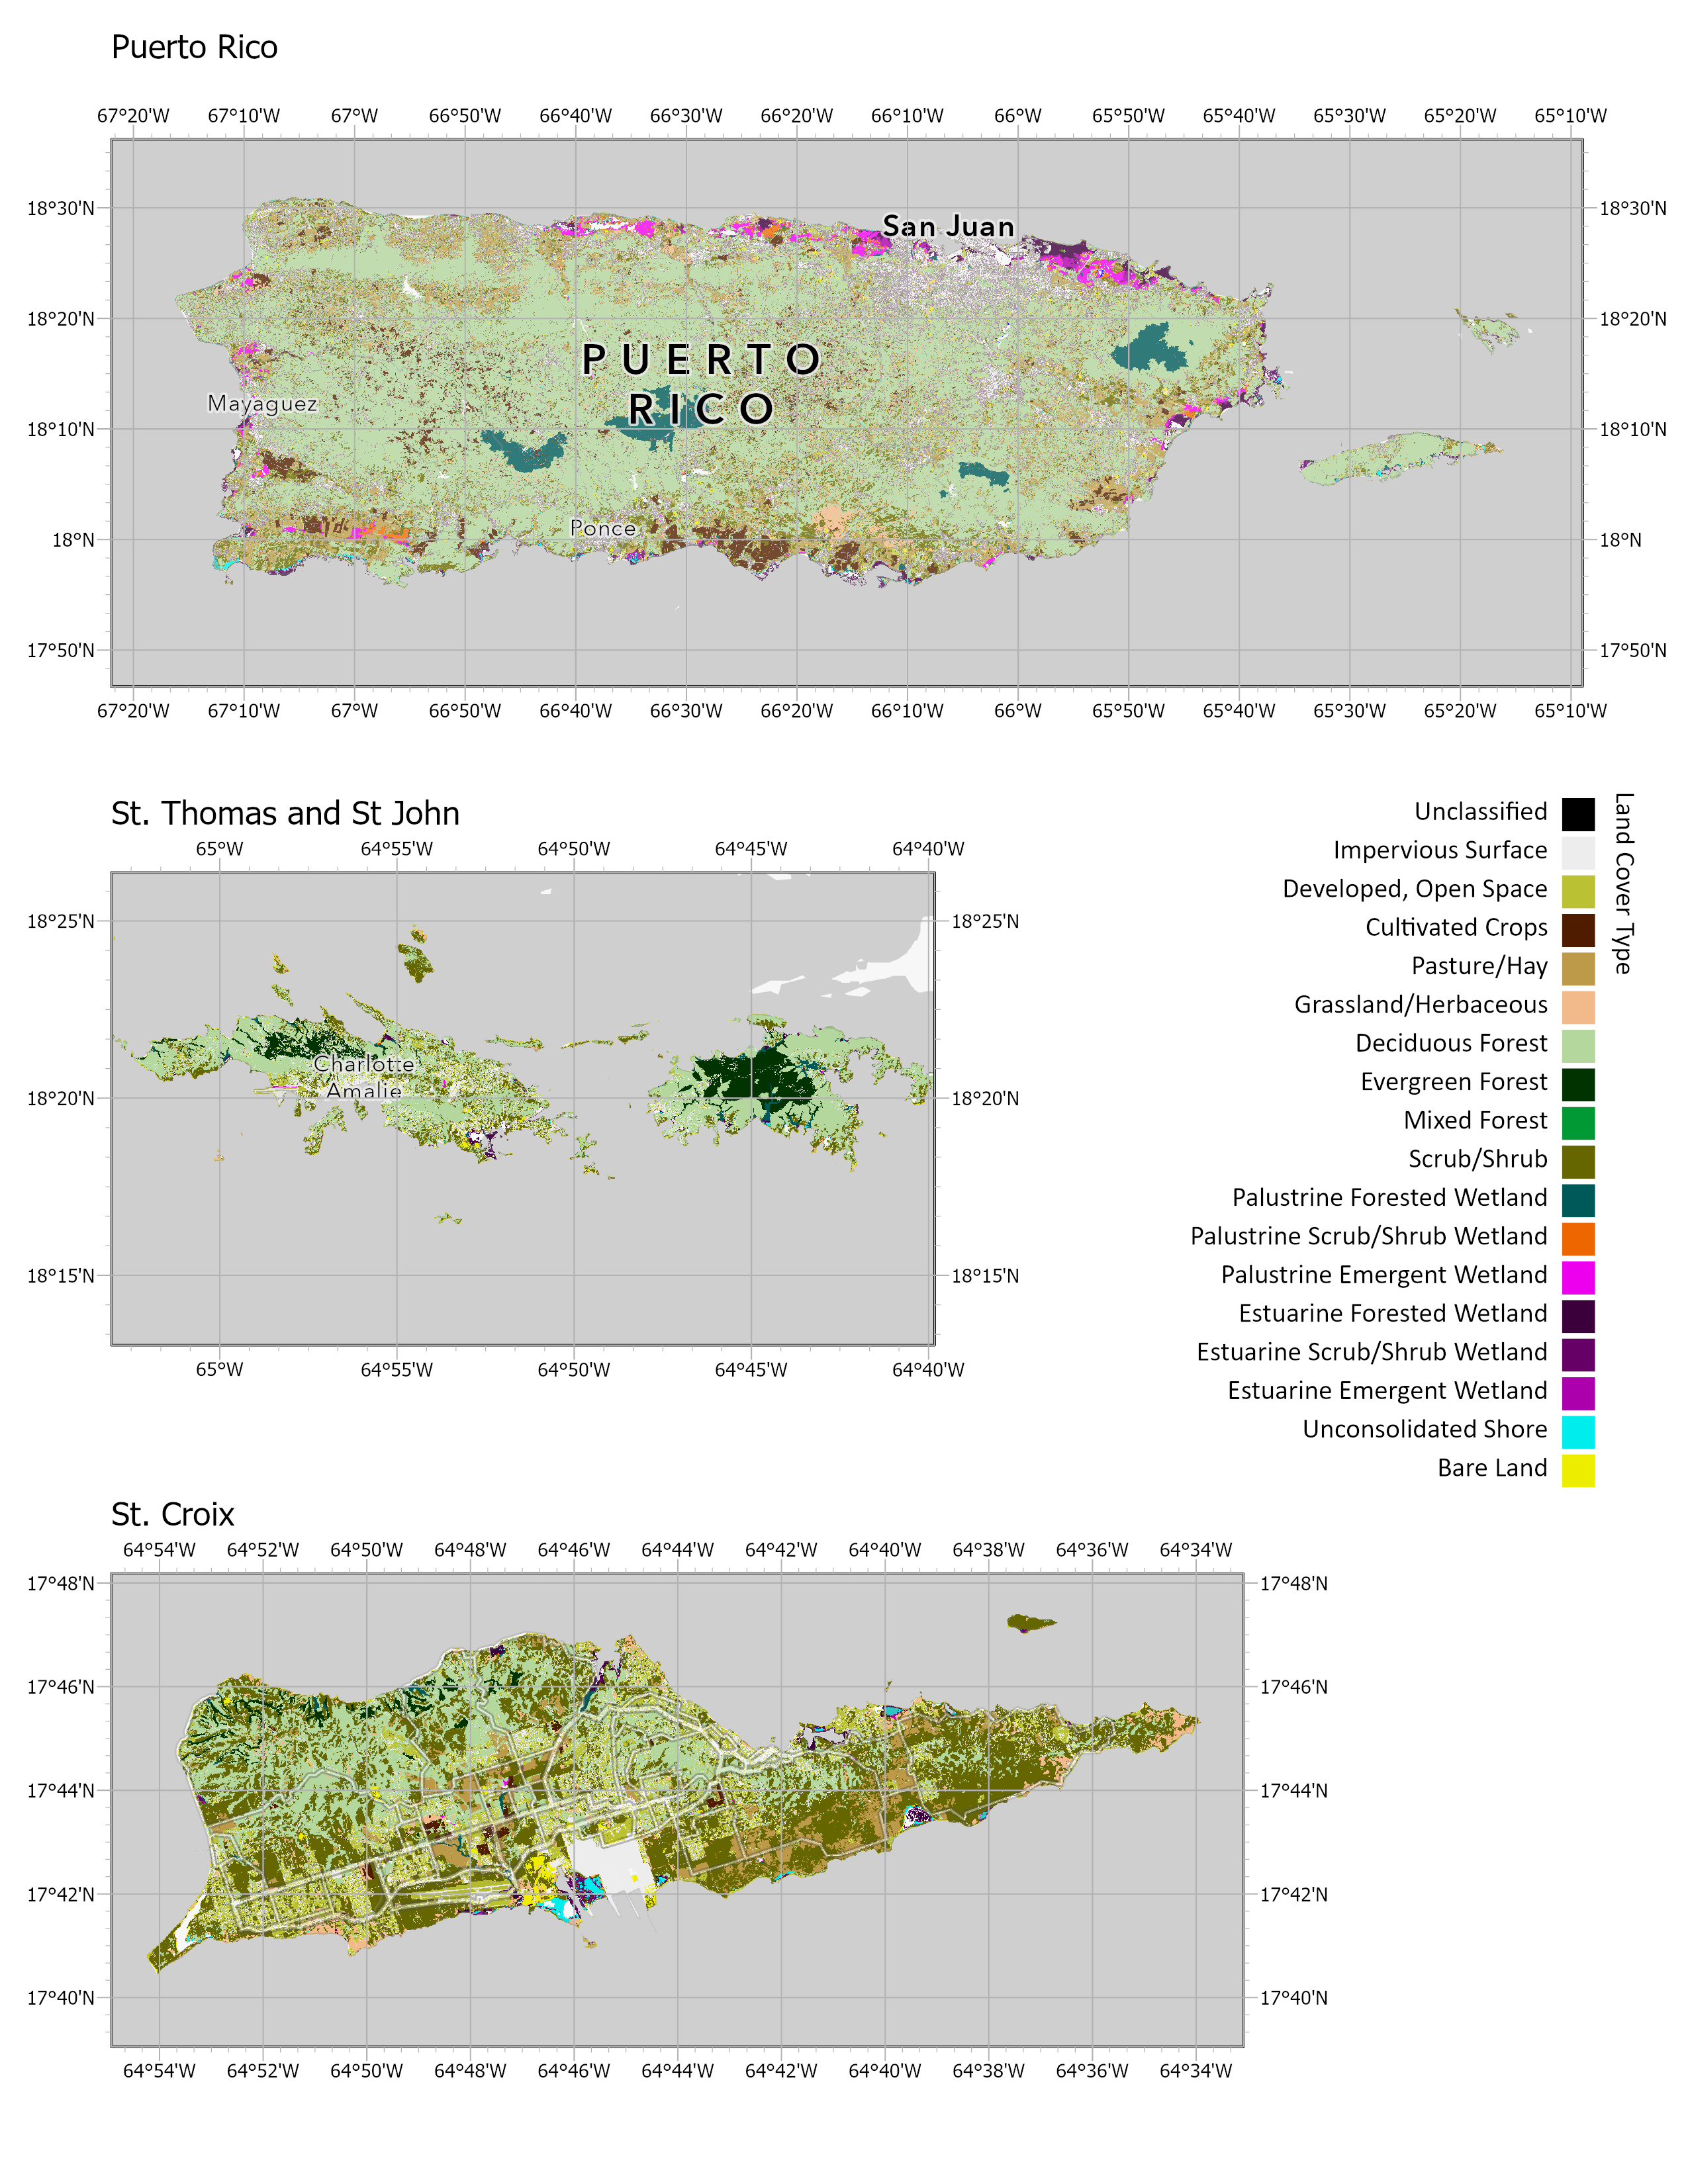 Puerto Rico
67°20'W 67°10'W 67°W 66°50'W 66°40'W 66°30'W 66°20'W 66°10'W 66°W 65°50'W 65°40'W 65°30'W 65°20'W 65°10'W
18°30'N 18°30'N
San Juan
18°20'N 18°20'N
PUERTO
RICO
Mayaguez
18°10'N 18°10'N
Ponce
18°N 18°N
17°50'N 17°50'N
67°20'W 67°10'W 67°W 66°50'W 66°40'W 66°30'W 66°20'W 66°10'W 66°W 65°50'W 65°40'W 65°30'W 65°20'W 65°10'W
St. Thomas and St John
65°W 64°55'W 64°50'W 64°45'W 64°40'W
18°25'N 18°25'N
Charlotte
Amalie
18°20'N 18°20'N
18°15'N 18°15'N
65°W 64°55'W 64°50'W 64°45'W 64°40'W
Land Cover Type
Unclassified
Impervious Surface
Developed, Open Space
Cultivated Crops
Pasture/Hay
Grassland/Herbaceous
Deciduous Forest
Evergreen Forest
Mixed Forest
Scrub/Shrub
Palustrine Forested Wetland
Palustrine Scrub/Shrub Wetland
Palustrine Emergent Wetland
Estuarine Forested Wetland
Estuarine Scrub/Shrub Wetland
Estuarine Emergent Wetland
Unconsolidated Shore
Bare Land
St. Croix
64°54'W 64°52'W 64°50'W 64°48'W 64°46'W 64°44'W 64°42'W 64°40'W 64°38'W 64°36'W 64°34'W
17°48'N 17°48'N
17°46'N 17°46'N
17°44'N 17°44'N
17°42'N 17°42'N
17°40'N 17°40'N
64°54'W 64°52'W 64°50'W 64°48'W 64°46'W 64°44'W 64°42'W 64°40'W 64°38'W 64°36'W 64°34'W